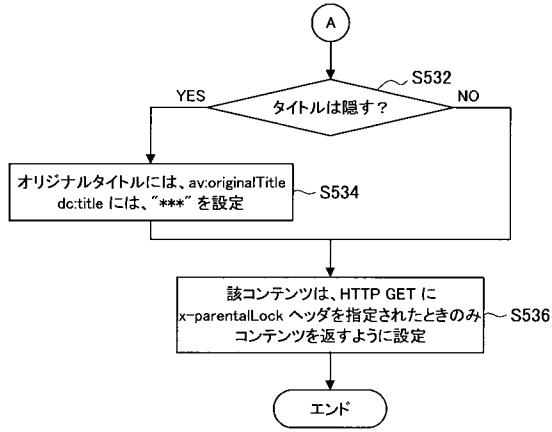 A
S532
YES
タイトルは隠す？
NO
オリジナルタイトルには、av:originalTitle
dc:title には、"***" を設定
S534
該コンテンツは、HTTP GET に
x-parentalLock ヘッダを指定されたときのみ
コンテンツを返すように設定
S536
エンド